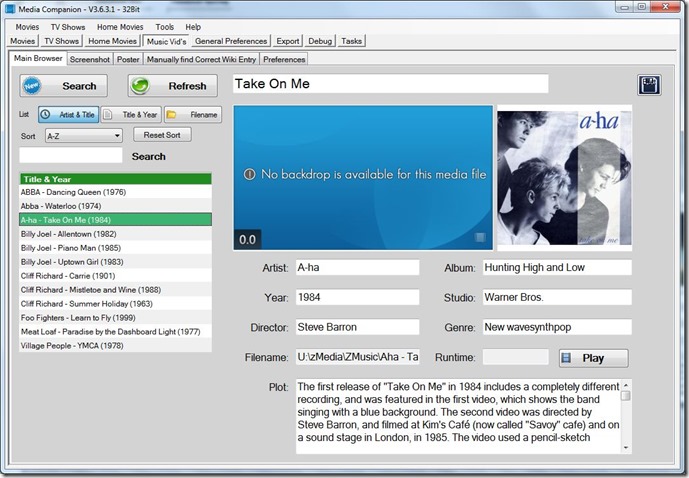 Media Companion - V3.6.3.1 - 32Bit
Movies TV Shows Home Movies Tools Help
Movies TV Shows Home Movies Music Vid's General Preferences Export Debug Tasks
Main Browser Screenshot Poster Manually find Correct Wiki Entry Preferences
New Search Refresh
Take On Me
List Artist & Title Title & Year Filename
Sort A-Z Reset Sort
Search
Title & Year
ABBA - Dancing Queen (1976)
Abba - Waterloo (1974)
A-ha - Take On Me (1984)
Billy Joel - Allentown (1982)
Billy Joel - Piano Man (1985)
Billy Joel - Uptown Girl (1983)
Cliff Richard - Carrie (1901)
Cliff Richard - Mistletoe and Wine (1988)
Cliff Richard - Summer Holiday (1963)
Foo Fighters - Learn to Fly (1999)
Meat Loaf - Paradise by the Dashboard Light (1977)
Village People - YMCA (1978)
No backdrop is available for this media file
0.0
a-ha
take on me
Artist: A-ha
Album: Hunting High and Low
Year: 1984
Studio: Warner Bros.
Director: Steve Barron
Genre: New wavesynthpop
Filename: U:\zMedia\ZMusic\Aha - Ta
Runtime:
Play
Plot:
The first release of "Take On Me" in 1984 includes a completely different
recording, and was featured in the first video, which shows the band
singing with a blue background. The second video was directed by
Steve Barron, and filmed at Kim's Café (now called "Savoy" cafe) and on
a sound stage in London, in 1985. The video used a pencil-sketch